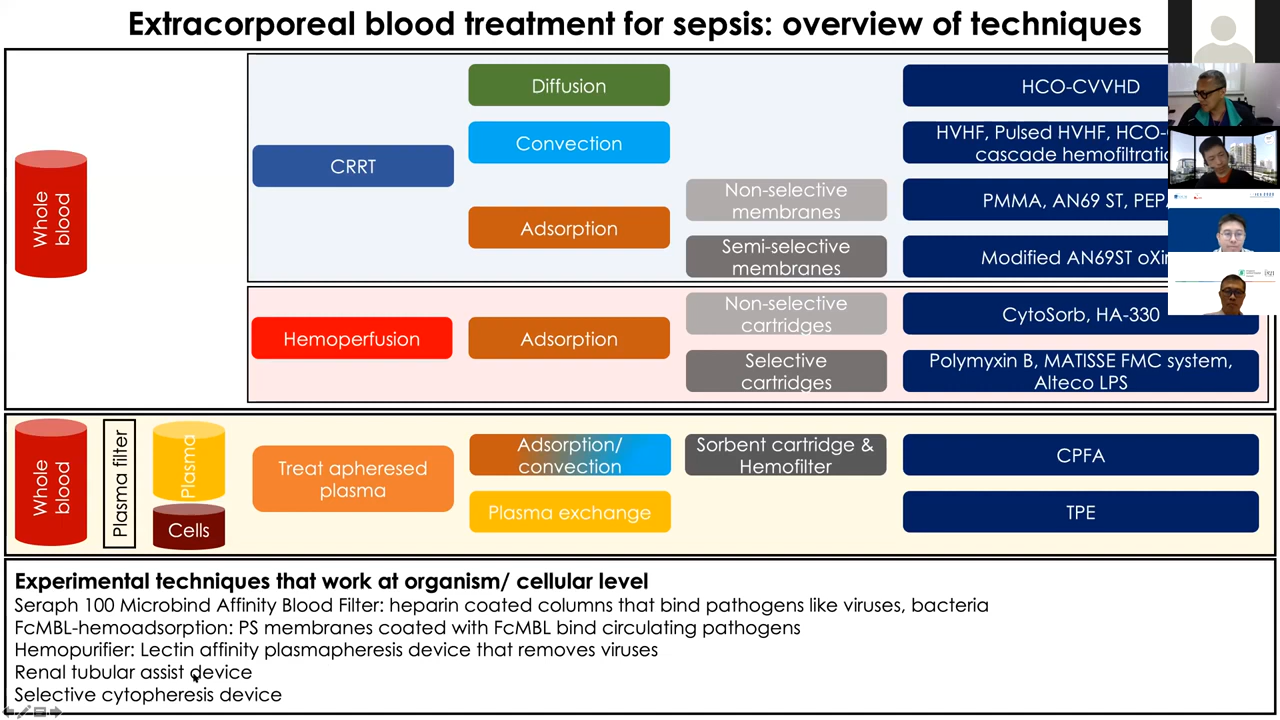 Extracorporeal blood treatment for sepsis: overview of techniques
Whole
blood
CRRT
Diffusion
HCO-CVVHD
Convection
HVHF, Pulsed HVHF,
cascade
Adsorption
Non-selective
membranes
PMMA, AN69 ST,
Semi-selective
membranes
Modified AN69ST
Hemoperfusion
Adsorption
Non-selective
cartridges
CytoSorb, HA-330
Selective
cartridges
Polymyxin B, MATISSE FMC system,
Alteco LPS
Whole
blood
Plasma filter
Plasma
Cells
Treat apheresed
plasma
Adsorption/
convection
Sorbent cartridge &
Hemofilter
CPFA
Plasma exchange
TPE
Experimental techniques that work at organism/ cellular level
Seraph 100 Microbind Affinity Blood Filter: heparin coated columns that bind pathogens like viruses, bacteria
FcMBL-hemoadsorption: PS membranes coated with FcMBL bind circulating pathogens
Hemopurifier: Lectin affinity plasmapheresis device that removes viruses
Renal tubular assist device
Selective cytopheresis device